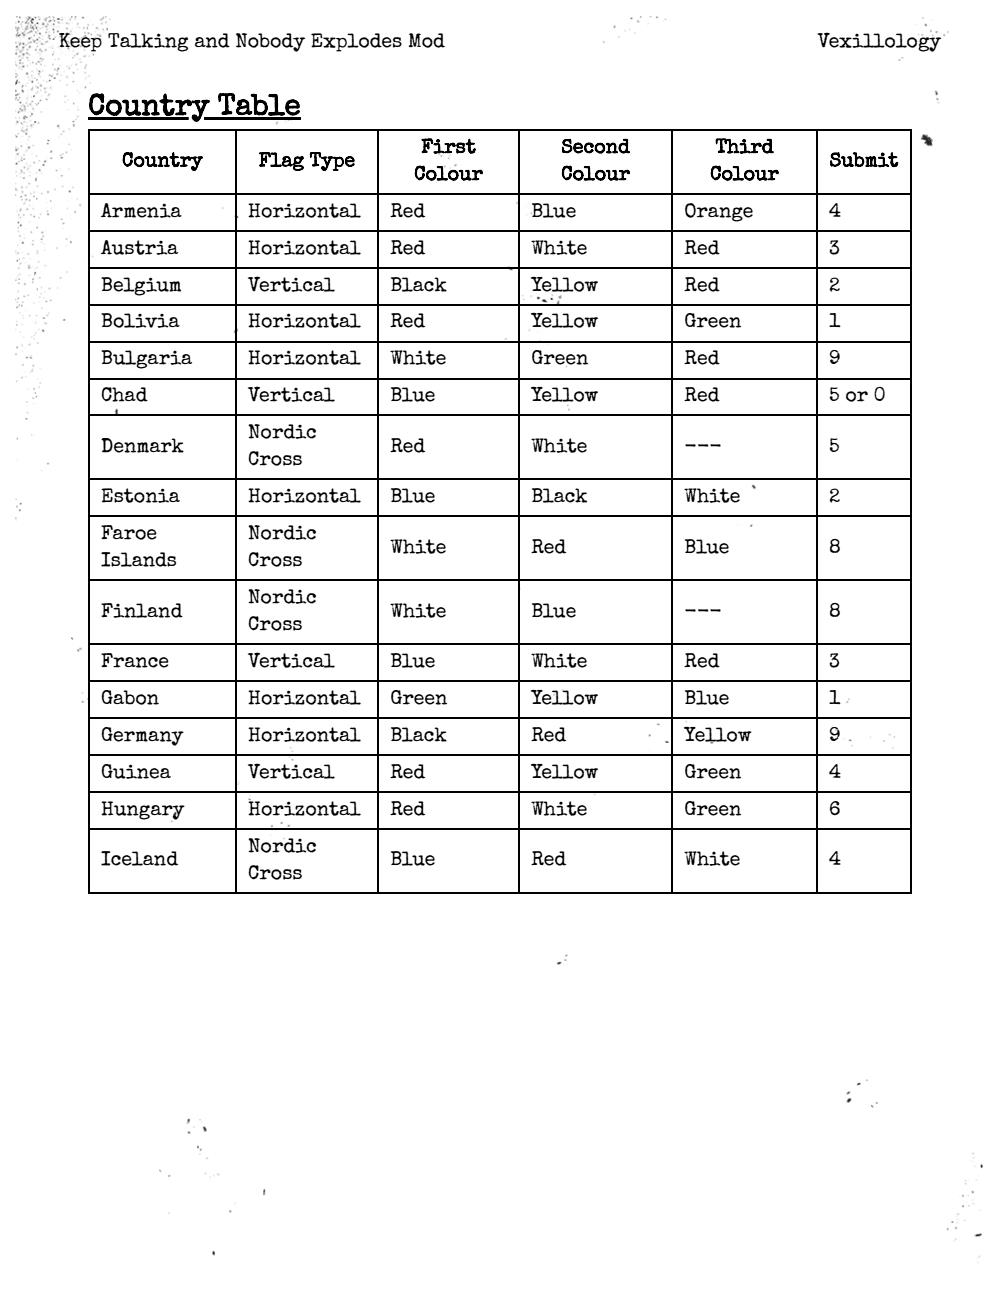 Keep Talking and Nobody Explodes Mod Vexillology
Country Table
Country Flag Type First Colour Second Colour Third Colour Submit
Armenia Horizontal Red Blue Orange 4
Austria Horizontal Red White Red 3
Belgium Vertical Black Yellow Red 2
Bolivia Horizontal Red Yellow Green 1
Bulgaria Horizontal White Green Red 9
Chad Vertical Blue Yellow Red 5 or 0
Denmark Nordic Cross Red White --- 5
Estonia Horizontal Blue Black White 2
Faroe Islands Nordic Cross White Red Blue 8
Finland Nordic Cross White Blue --- 8
France Vertical Blue White Red 3
Gabon Horizontal Green Yellow Blue 1
Germany Horizontal Black Red Yellow 9
Guinea Vertical Red Yellow Green 4
Hungary Horizontal Red White Green 6
Iceland Nordic Cross Blue Red White 4